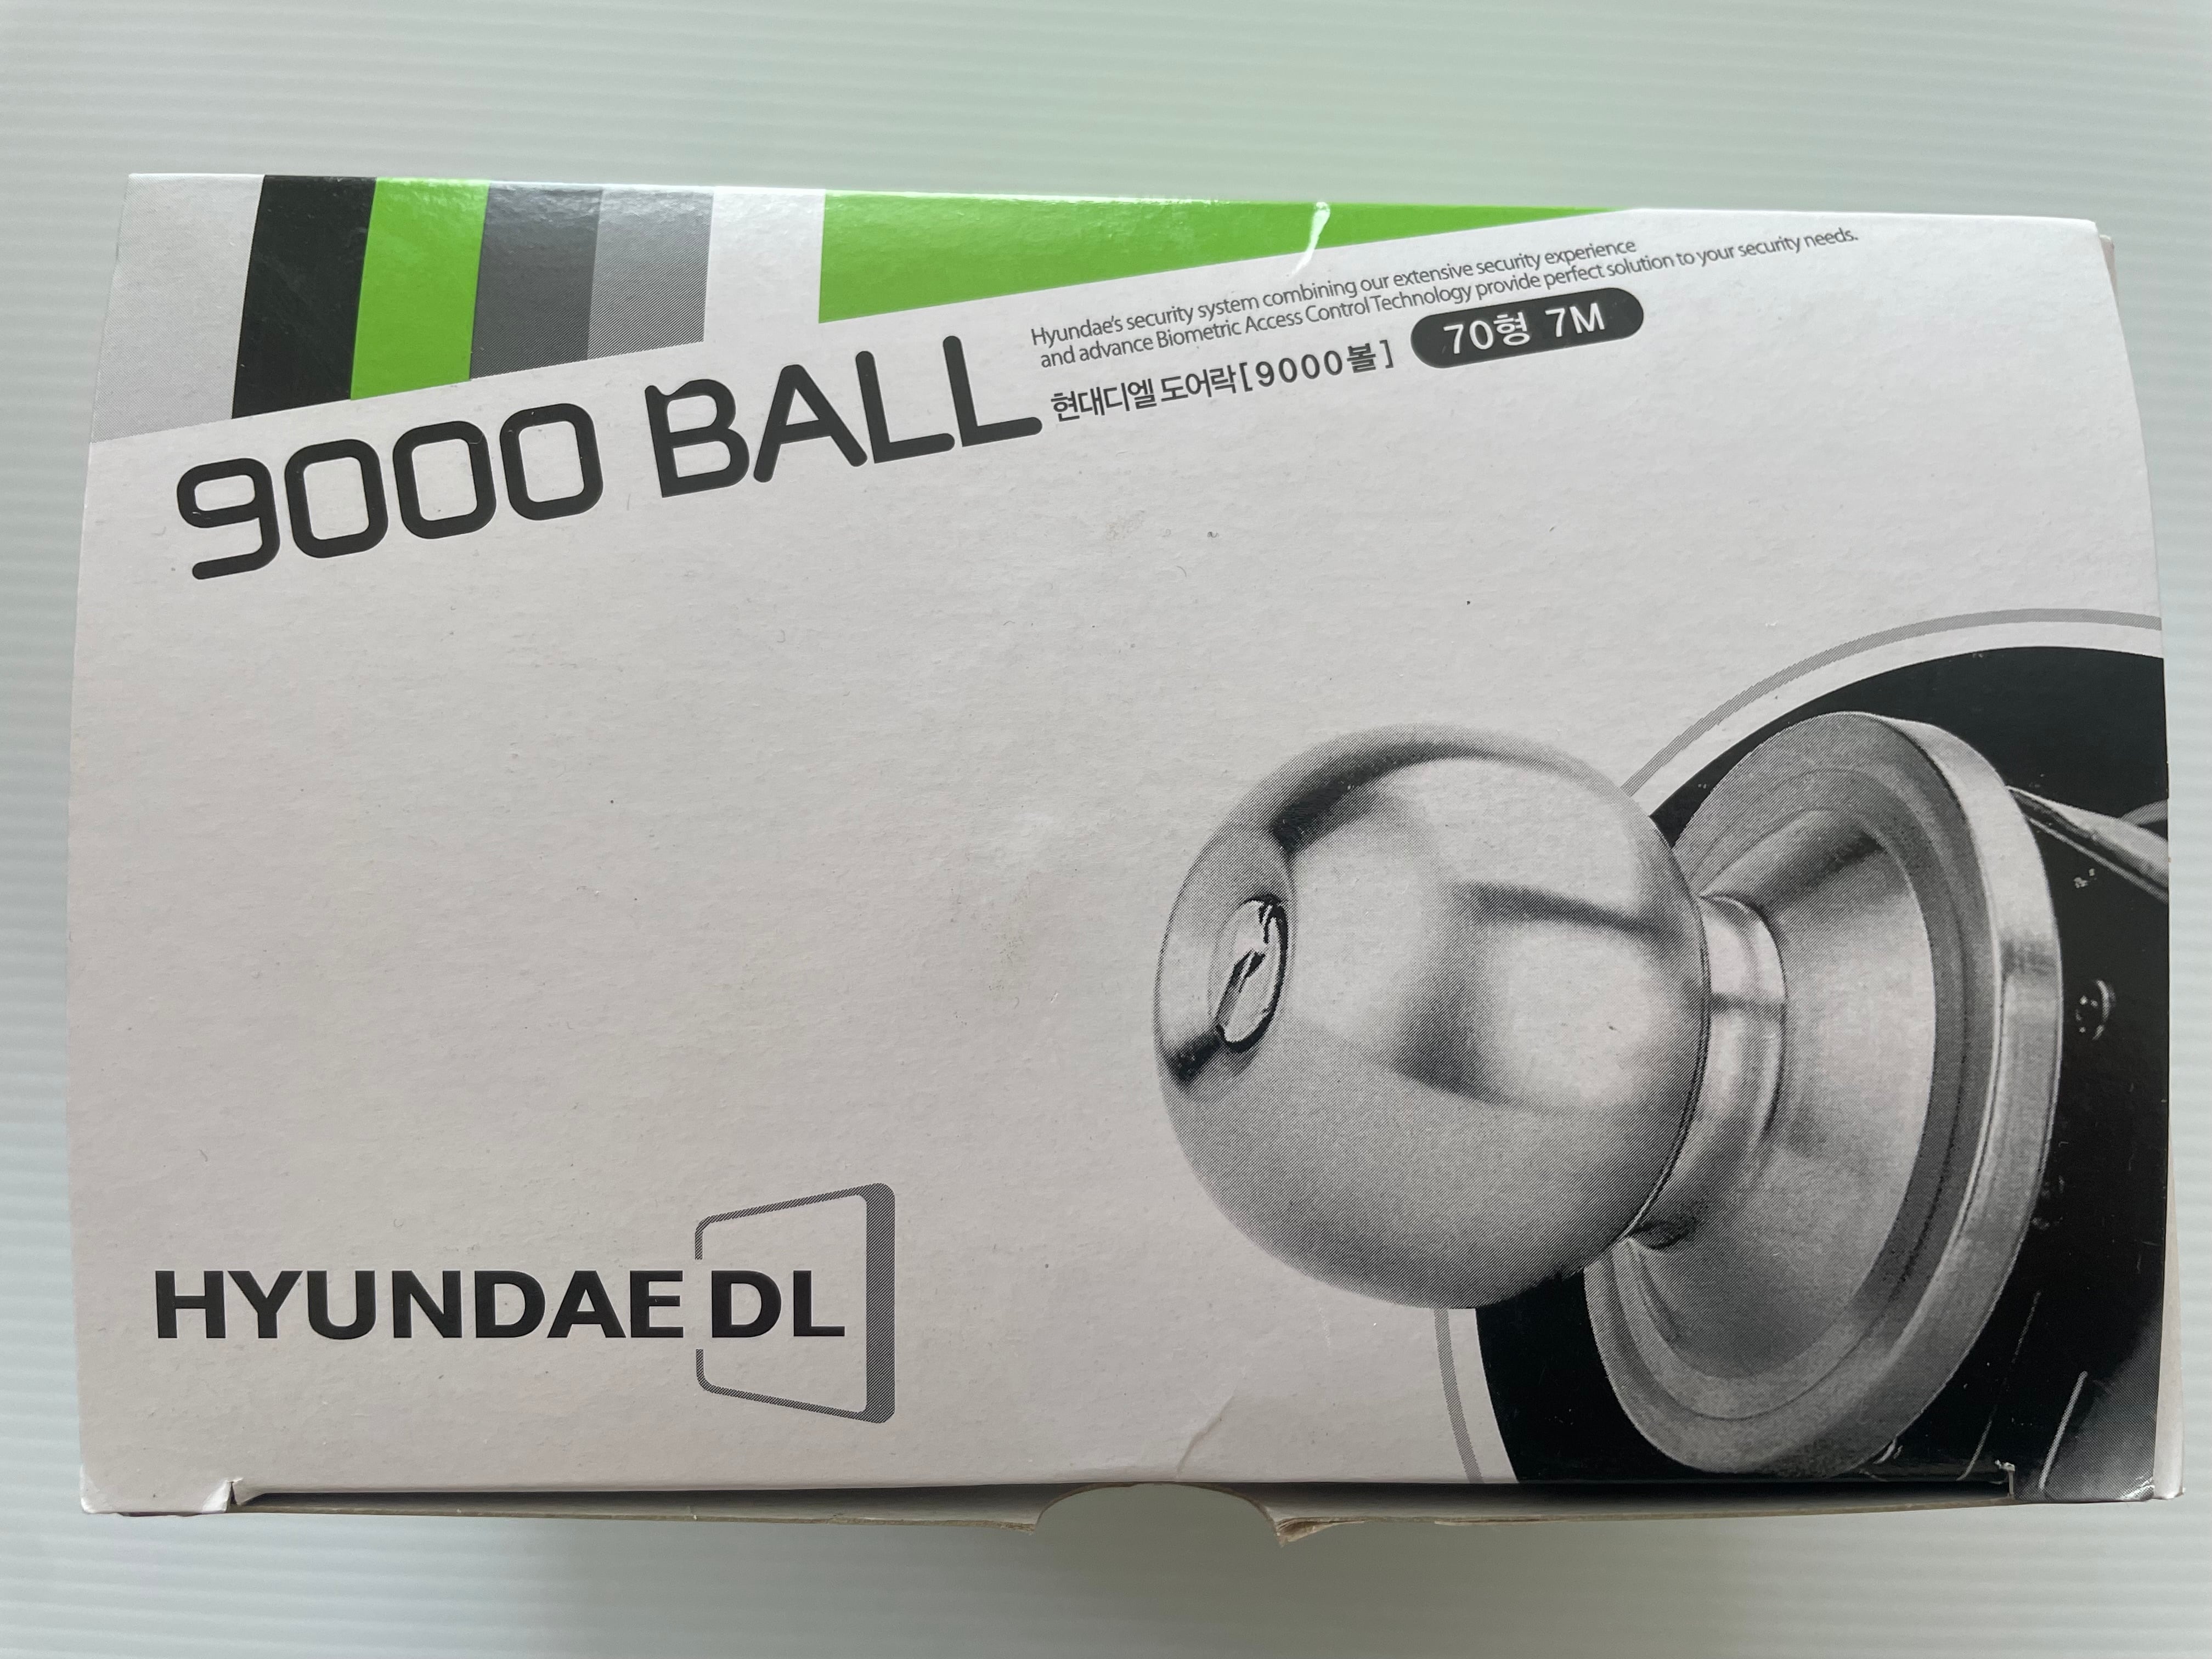 Hyundae's security system combining our extensive security experience
and advance Biometric Access Control Technology provide perfect solution to your security needs.
9000 BALL
현대디엘 도어락[9000볼] 70형 7M
HYUNDAE DL